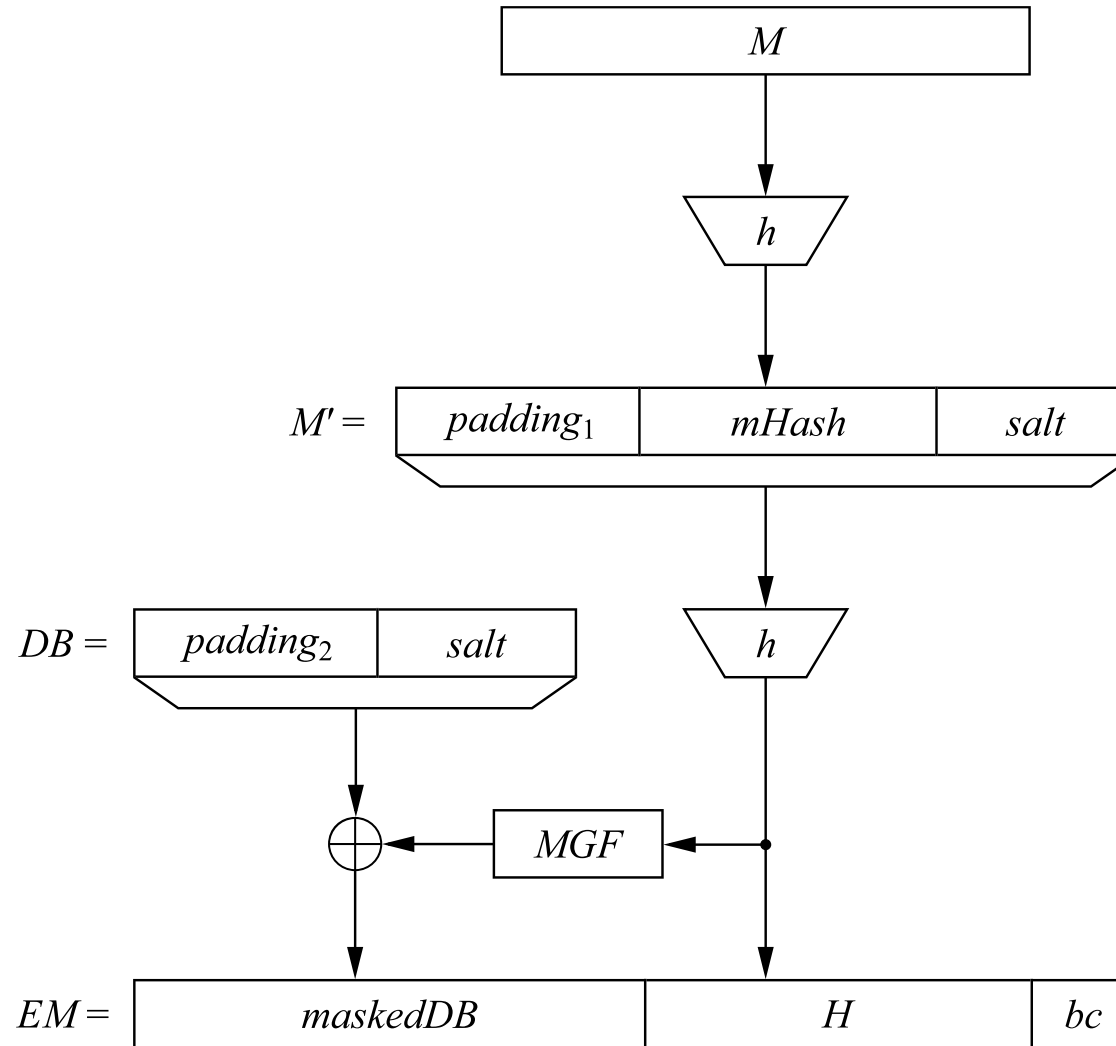 M
h
M′ = padding₁ mHash salt
DB = padding₂ salt h
MGF
EM = maskedDB H bc